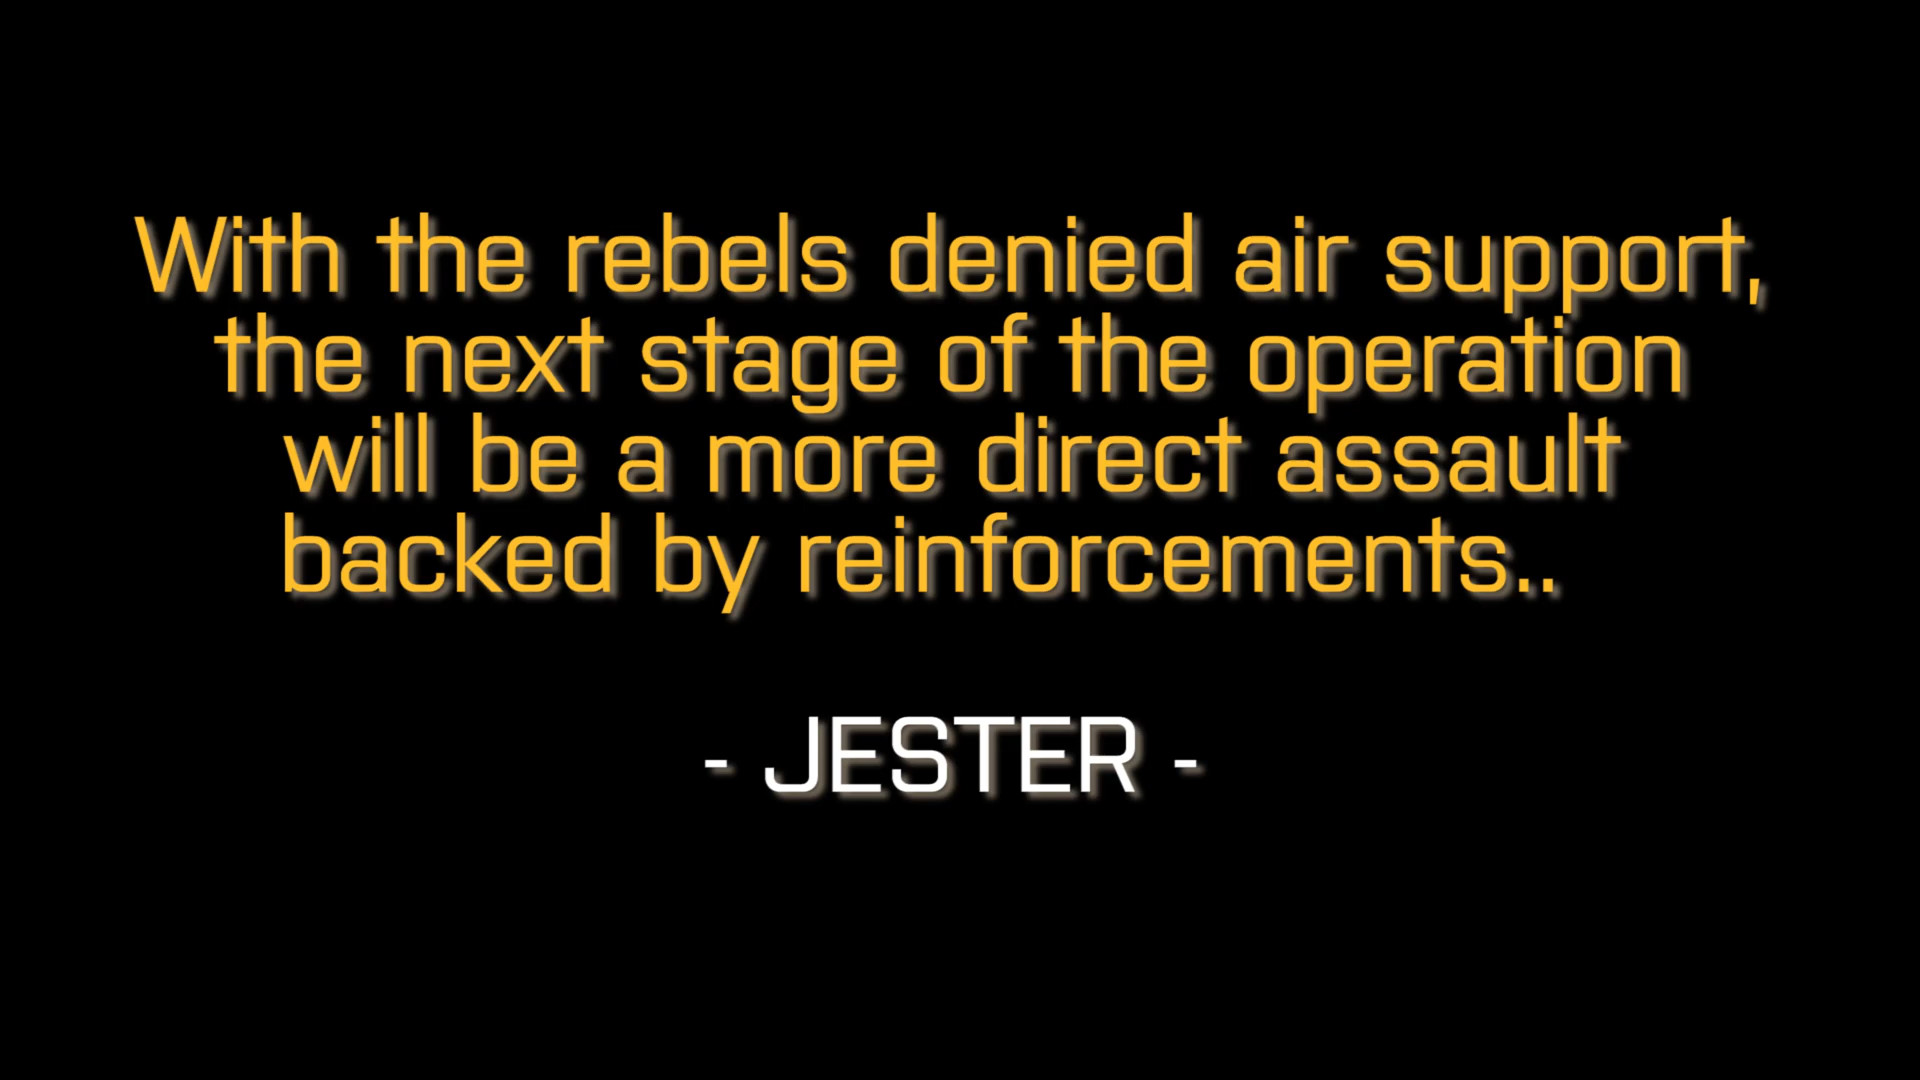 With the rebels denied air support,
the next stage of the operation
will be a more direct assault
backed by reinforcements..
- JESTER -